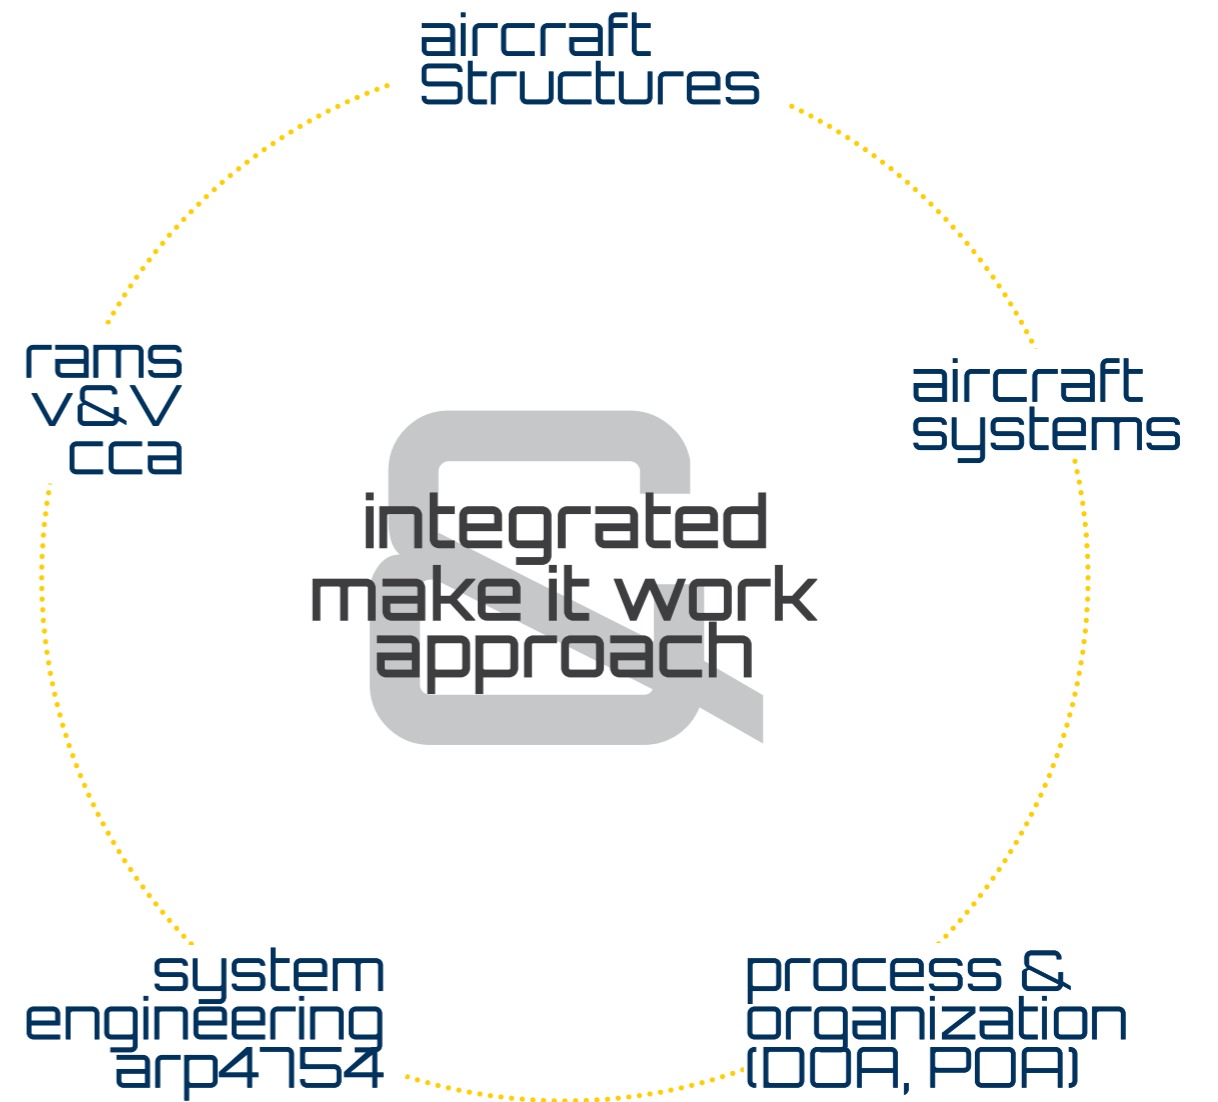 aircraft
Structures
rams
v&V
cca
aircraft
systems
&
integrated
make it work
approach
system
engineering
arp4754
process &
organization
(DOA, POA)